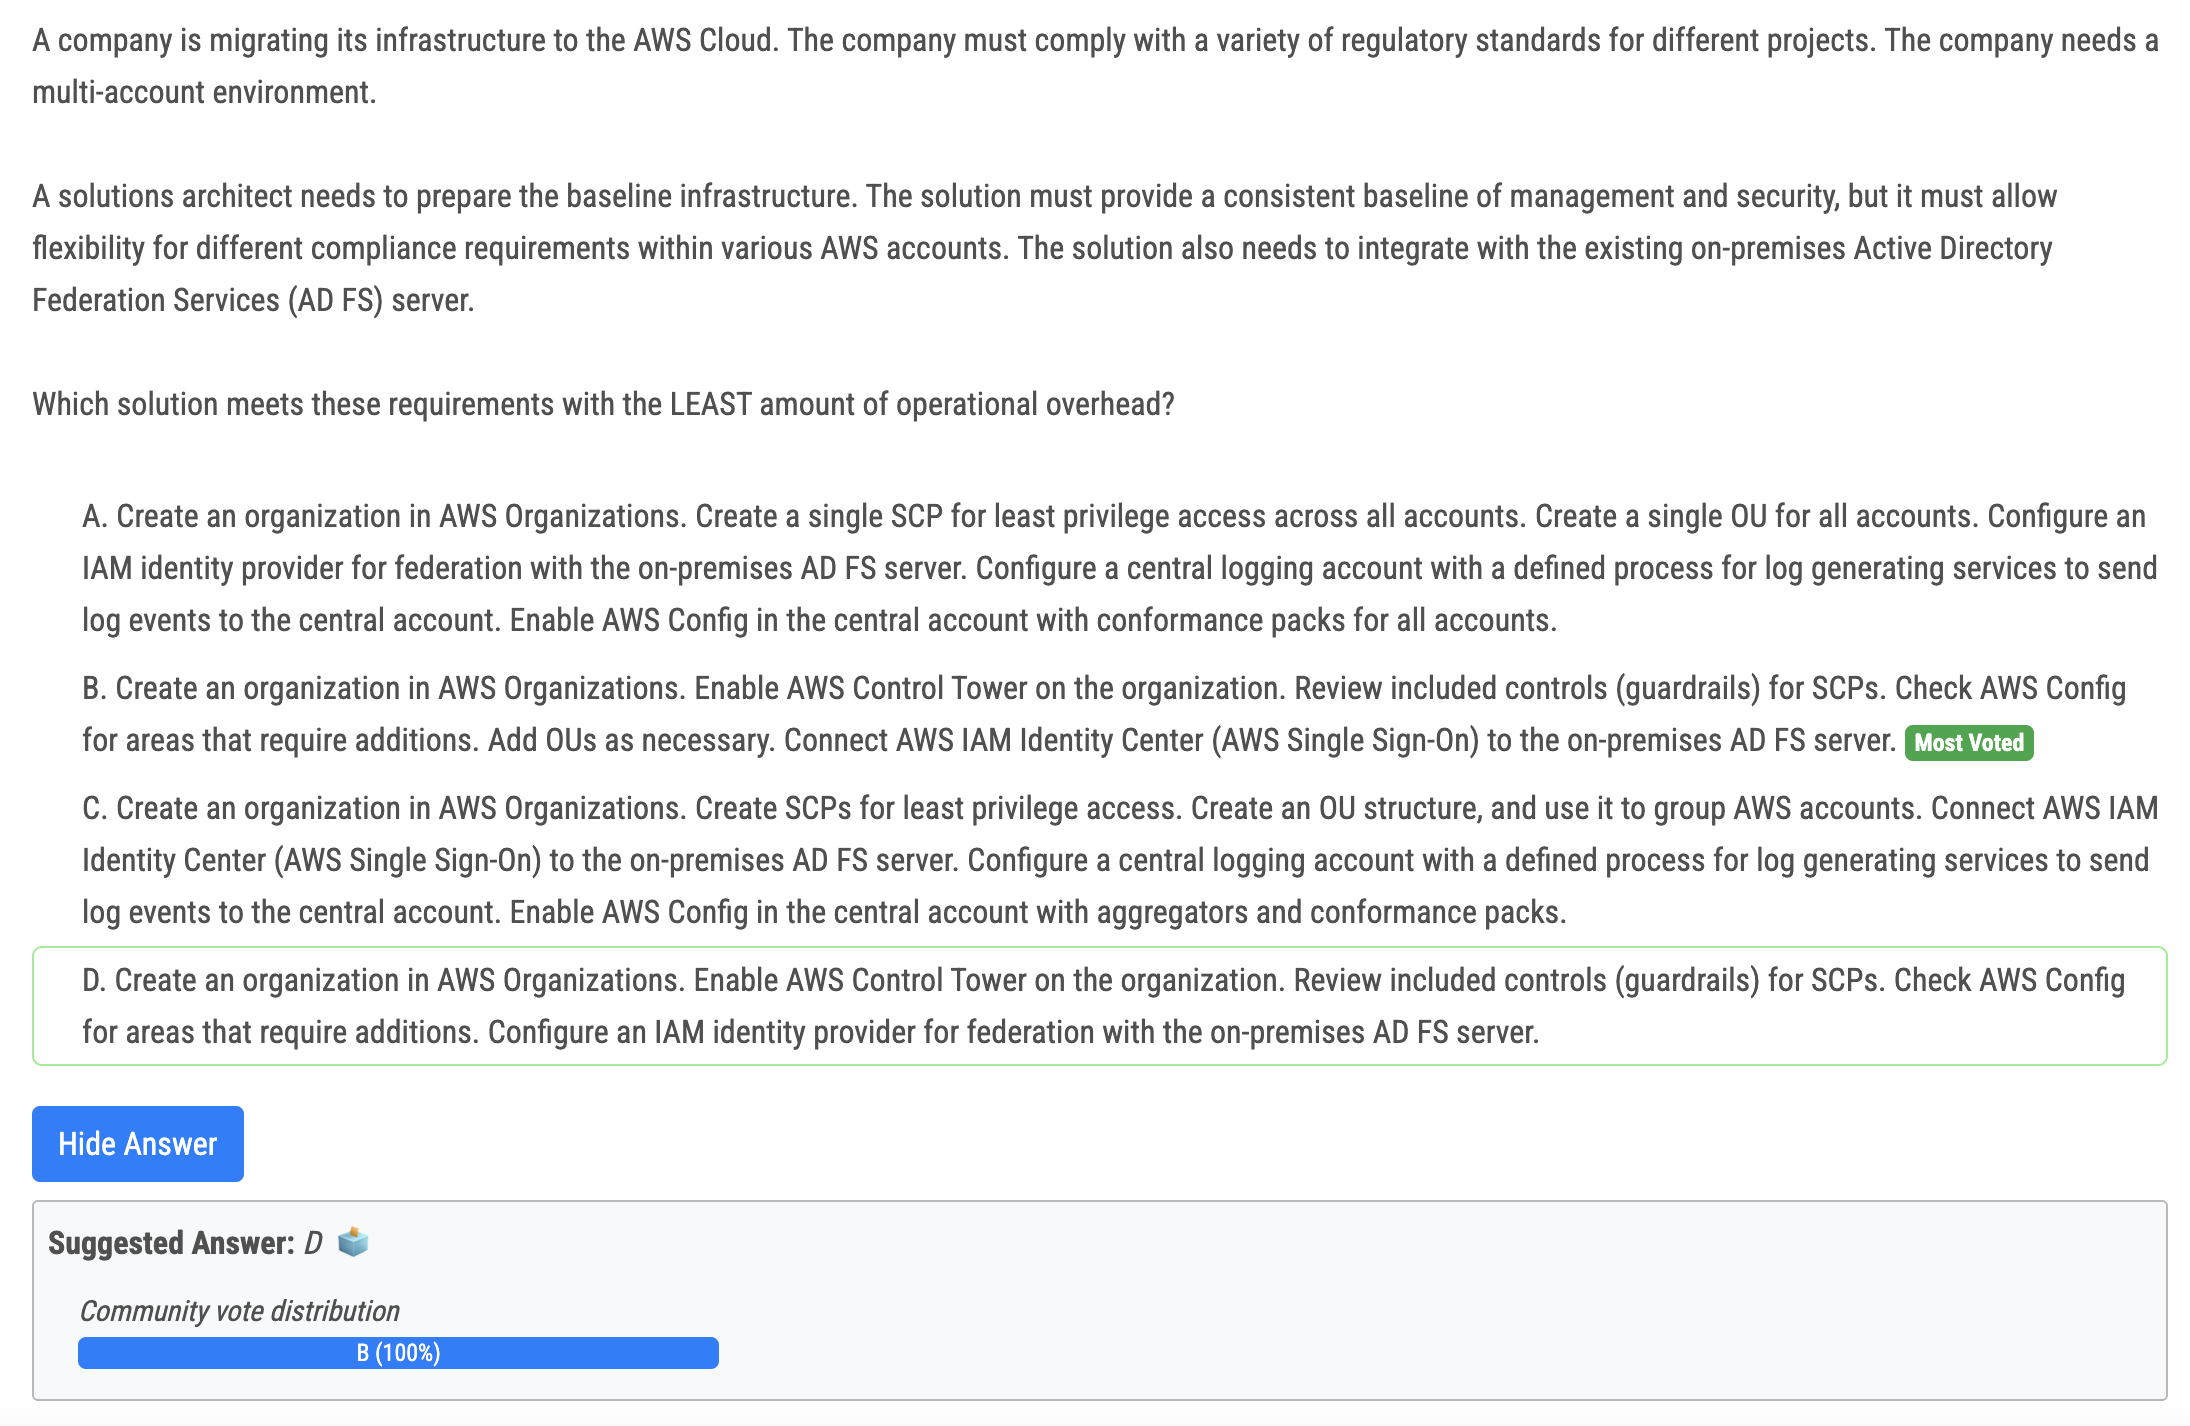 A company is migrating its infrastructure to the AWS Cloud. The company must comply with a variety of regulatory standards for different projects. The company needs a
multi-account environment.
A solutions architect needs to prepare the baseline infrastructure. The solution must provide a consistent baseline of management and security, but it must allow
flexibility for different compliance requirements within various AWS accounts. The solution also needs to integrate with the existing on-premises Active Directory
Federation Services (AD FS) server.
Which solution meets these requirements with the LEAST amount of operational overhead?
A. Create an organization in AWS Organizations. Create a single SCP for least privilege access across all accounts. Create a single OU for all accounts. Configure an
IAM identity provider for federation with the on-premises AD FS server. Configure a central logging account with a defined process for log generating services to send
log events to the central account. Enable AWS Config in the central account with conformance packs for all accounts.
B. Create an organization in AWS Organizations. Enable AWS Control Tower on the organization. Review included controls (guardrails) for SCPs. Check AWS Config
for areas that require additions. Add OUs as necessary. Connect AWS IAM Identity Center (AWS Single Sign-On) to the on-premises AD FS server. Most Voted
C. Create an organization in AWS Organizations. Create SCPs for least privilege access. Create an OU structure, and use it to group AWS accounts. Connect AWS IAM
Identity Center (AWS Single Sign-On) to the on-premises AD FS server. Configure a central logging account with a defined process for log generating services to send
log events to the central account. Enable AWS Config in the central account with aggregators and conformance packs.
D. Create an organization in AWS Organizations. Enable AWS Control Tower on the organization. Review included controls (guardrails) for SCPs. Check AWS Config
for areas that require additions. Configure an IAM identity provider for federation with the on-premises AD FS server.
Hide Answer
Suggested Answer: D
Community vote distribution
B (100%)